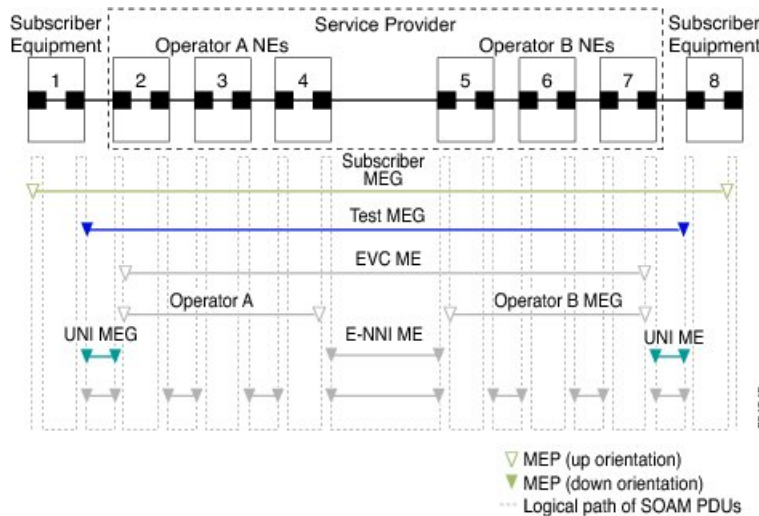 Subscriber Equipment
Service Provider
Subscriber Equipment
Operator A NEs
Operator B NEs
1
2
3
4
5
6
7
8
Subscriber MEG
Test MEG
EVC ME
Operator A
Operator B MEG
UNI MEG
E-NNI ME
UNI ME
MEP (up orientation)
MEP (down orientation)
Logical path of SOAM PDUs